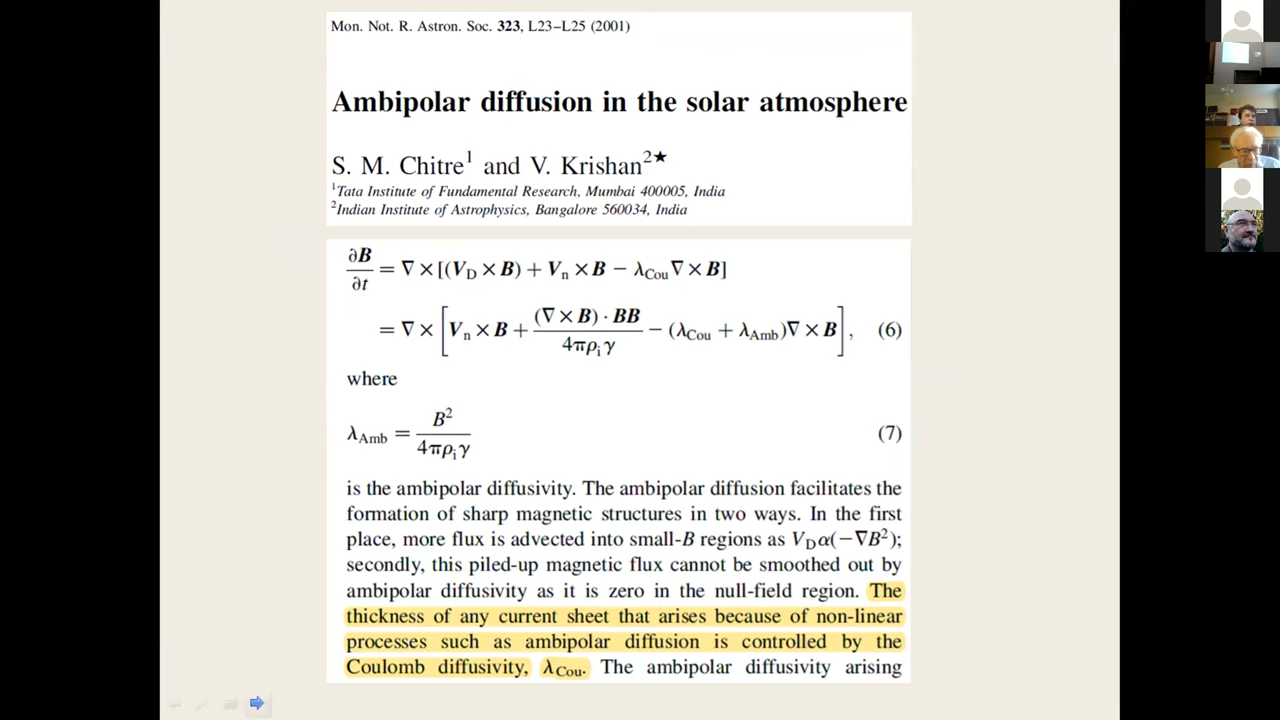 Mon. Not. R. Astron. Soc. 323, L23–L25 (2001)
Ambipolar diffusion in the solar atmosphere
S. M. Chitre¹ and V. Krishan²★
¹Tata Institute of Fundamental Research, Mumbai 400005, India
²Indian Institute of Astrophysics, Bangalore 560034, India
∂B/∂t = ∇ × [(V_D × B) + V_n × B − λ_Cou ∇ × B]
= ∇ × [V_n × B + (∇ × B) · BB / 4πρ_i γ − (λ_Cou + λ_Amb)∇ × B], (6)
where
λ_Amb = B² / 4πρ_i γ (7)
is the ambipolar diffusivity. The ambipolar diffusion facilitates the
formation of sharp magnetic structures in two ways. In the first
place, more flux is advected into small-B regions as V_D α(−∇B²);
secondly, this piled-up magnetic flux cannot be smoothed out by
ambipolar diffusivity as it is zero in the null-field region. The
thickness of any current sheet that arises because of non-linear
processes such as ambipolar diffusion is controlled by the
Coulomb diffusivity, λ_Cou. The ambipolar diffusivity arising